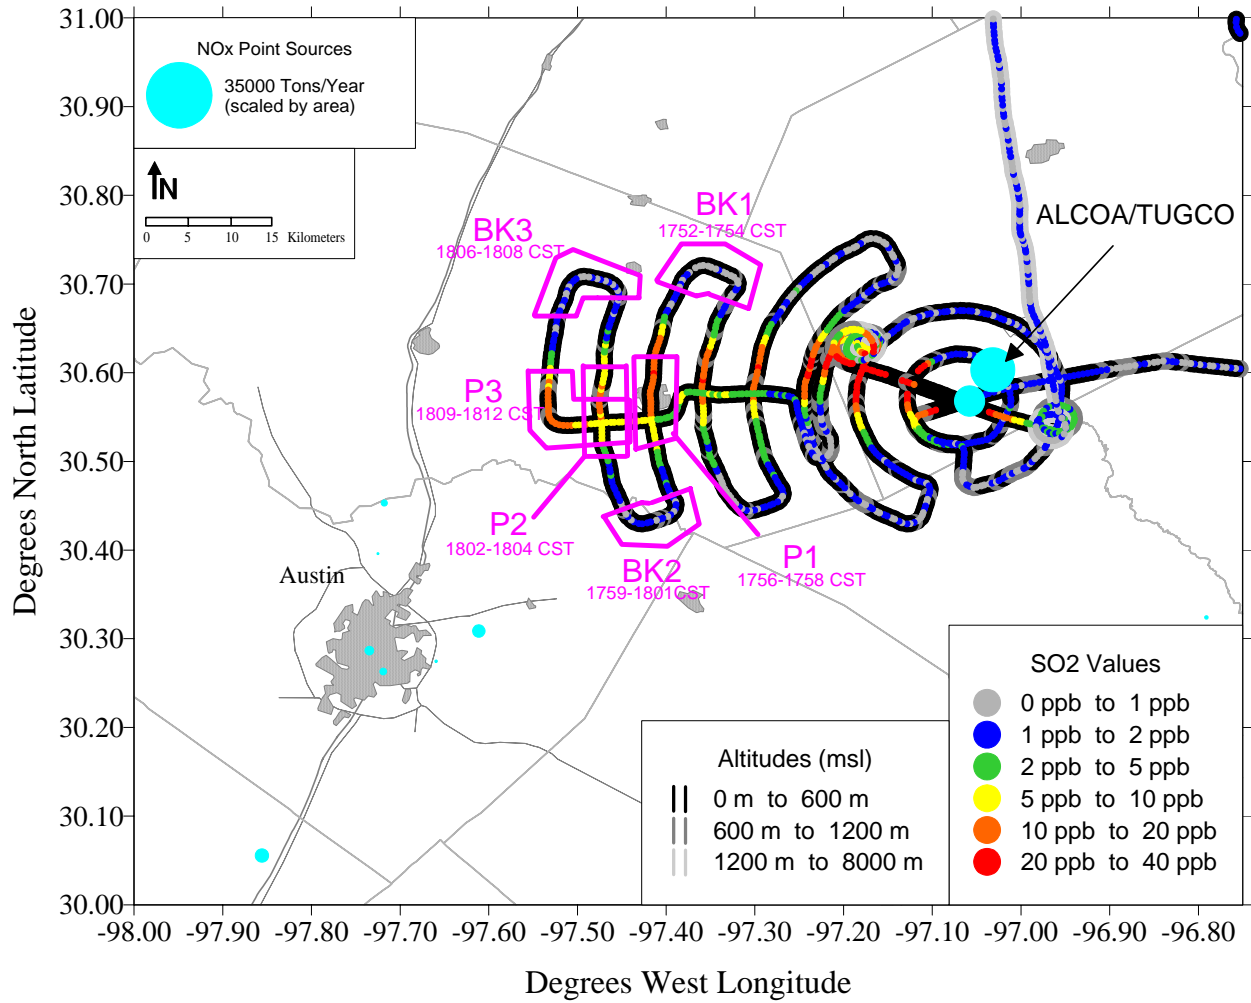 31.00
30.90
30.80
30.70
30.60
30.50
30.40
30.30
30.20
30.10
30.00
Degrees North Latitude
NOx Point Sources
35000 Tons/Year
(scaled by area)
N
0 5 10 15 Kilometers
BK3
1806-1808 CST
BK1
1752-1754 CST
ALCOA/TUGCO
P3
1809-1812 CST
P2
1802-1804 CST
BK2
1759-1801CST
P1
1756-1758 CST
Austin
Altitudes (msl)
0 m to 600 m
600 m to 1200 m
1200 m to 8000 m
SO2 Values
0 ppb to 1 ppb
1 ppb to 2 ppb
2 ppb to 5 ppb
5 ppb to 10 ppb
10 ppb to 20 ppb
20 ppb to 40 ppb
-98.00 -97.90 -97.80 -97.70 -97.60 -97.50 -97.40 -97.30 -97.20 -97.10 -97.00 -96.90 -96.80
Degrees West Longitude